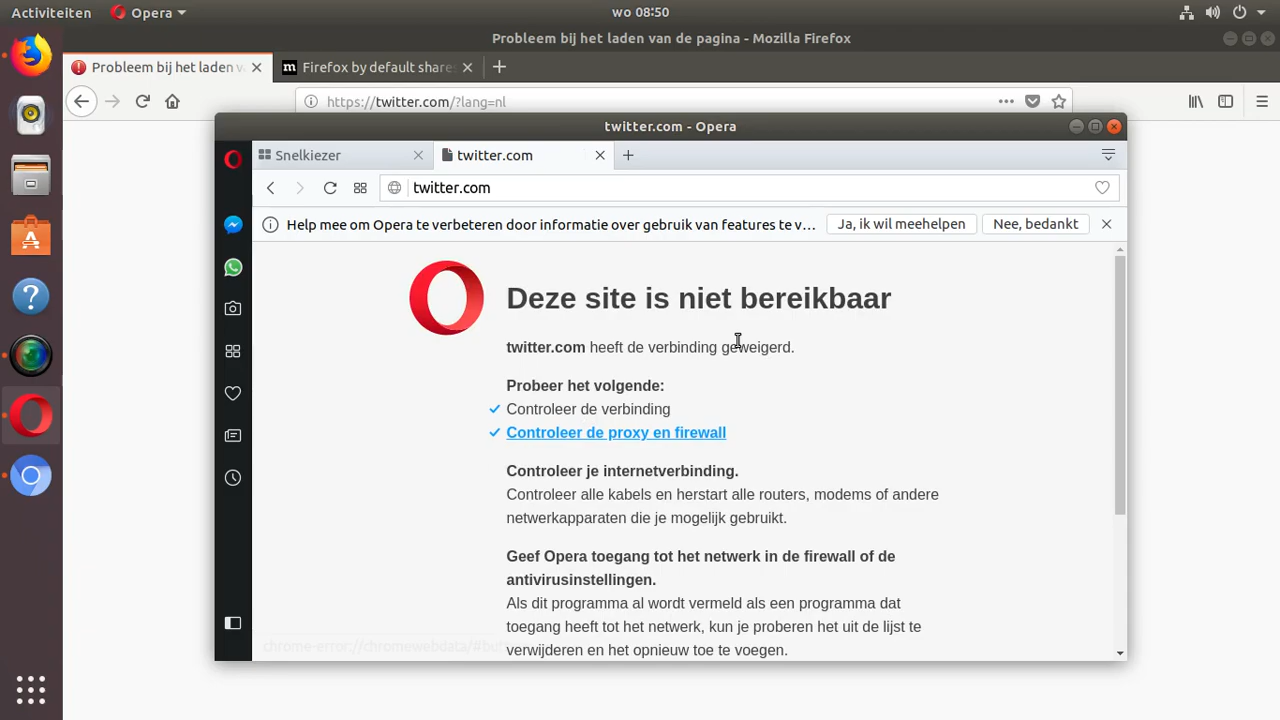 Activiteiten
Opera
wo 08:50
Probleem bij het laden van de pagina - Mozilla Firefox
Probleem bij het laden v
Firefox by default share
https://twitter.com/?lang=nl
twitter.com - Opera
Snelkiezer
twitter.com
twitter.com
Help mee om Opera te verbeteren door informatie over gebruik van features te v...
Ja, ik wil meehelpen
Nee, bedankt
Deze site is niet bereikbaar
twitter.com heeft de verbinding geweigerd.
Probeer het volgende:
Controleer de verbinding
Controleer de proxy en firewall
Controleer je internetverbinding.
Controleer alle kabels en herstart alle routers, modems of andere
netwerkapparaten die je mogelijk gebruikt.
Geef Opera toegang tot het netwerk in de firewall of de
antivirusinstellingen.
Als dit programma al wordt vermeld als een programma dat
toegang heeft tot het netwerk, kun je proberen het uit de lijst te
verwijderen en het opnieuw toe te voegen.
chrome-error://chromewebdata/#but